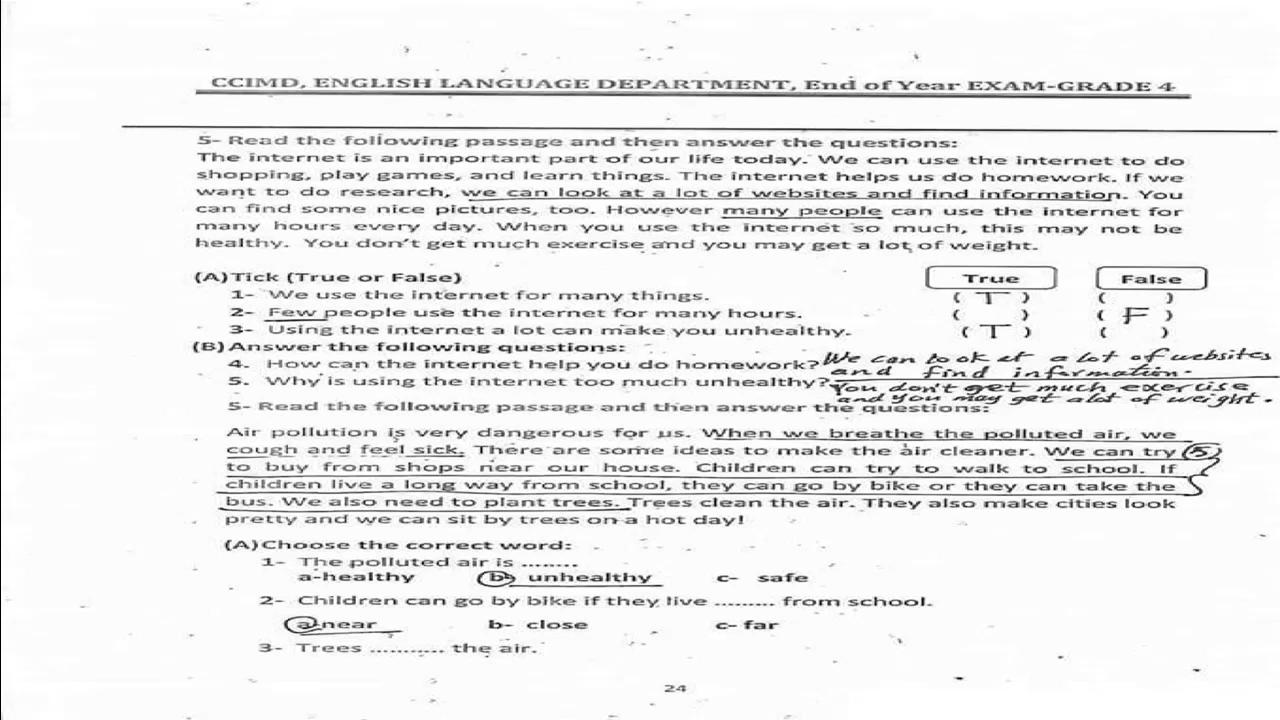 CCIMD, ENGLISH LANGUAGE DEPARTMENT, End of Year EXAM-GRADE 4
5- Read the following passage and then answer the questions:
The internet is an important part of our life today. We can use the internet to do
shopping, play games, and learn things. The internet helps us do homework. If we
want to do research, we can look at a lot of websites and find information. You
can find some nice pictures, too. However many people can use the internet for
many hours every day. When you use the internet so much, this may not be
healthy. You don't get much exercise and you may get a lot of weight.
(A) Tick (True or False) True False
1- We use the internet for many things. ( T ) ( )
2- Few people use the internet for many hours. ( ) ( F )
3- Using the internet a lot can make you unhealthy. ( T ) ( )
(B) Answer the following questions:
4. How can the internet help you do homework? We can look at a lot of websites
and find information.
5. Why is using the internet too much unhealthy? You don't get much exercise
and you may get a lot of weight.
5- Read the following passage and then answer the questions:
Air pollution is very dangerous for us. When we breathe the polluted air, we
cough and feel sick. There are some ideas to make the air cleaner. We can try 5
to buy from shops near our house. Children can try to walk to school. If
children live a long way from school, they can go by bike or they can take the
bus. We also need to plant trees. Trees clean the air. They also make cities look
pretty and we can sit by trees on a hot day!
(A) Choose the correct word:
1- The polluted air is ........
a-healthy b- unhealthy c- safe
2- Children can go by bike if they live ......... from school.
a-near b- close c- far
3- Trees ........... the air.
24